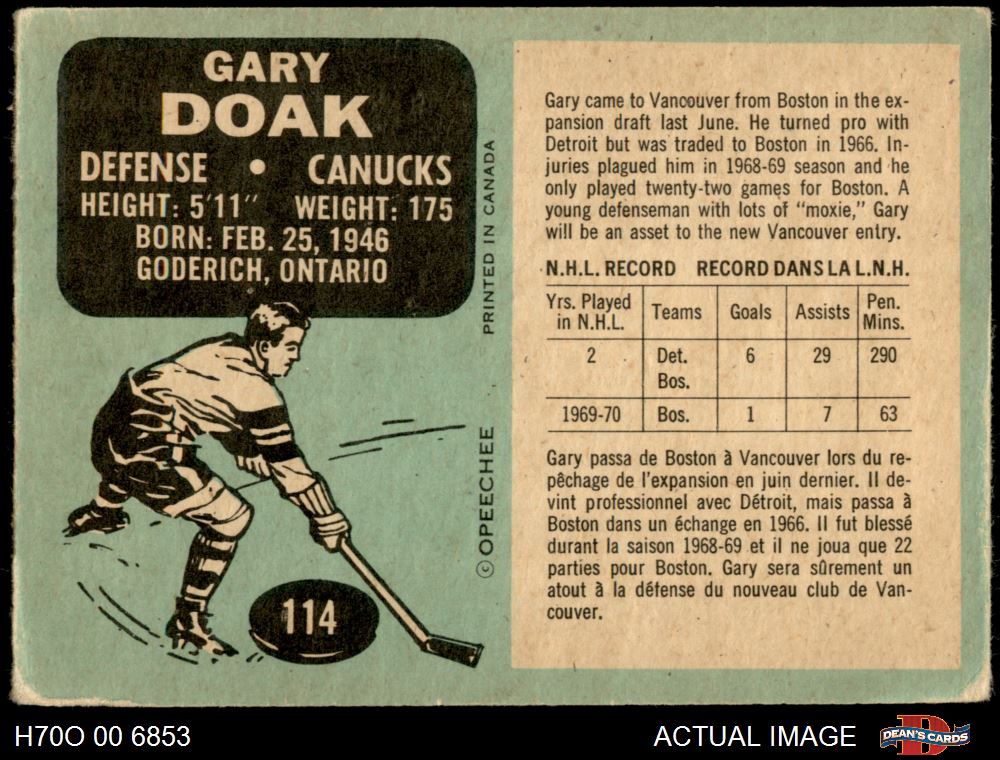 GARY
DOAK
DEFENSE • CANUCKS
HEIGHT: 5'11" WEIGHT: 175
BORN: FEB. 25, 1946
GODERICH, ONTARIO
PRINTED IN CANADA
© OPEECHEE
114
Gary came to Vancouver from Boston in the ex-
pansion draft last June. He turned pro with
Detroit but was traded to Boston in 1966. In-
juries plagued him in 1968-69 season and he
only played twenty-two games for Boston. A
young defenseman with lots of "moxie," Gary
will be an asset to the new Vancouver entry.
N.H.L. RECORD RECORD DANS LA L.N.H.
Yrs. Played in N.H.L. Teams Goals Assists Pen. Mins.
2 Det. Bos. 6 29 290
1969-70 Bos. 1 7 63
Gary passa de Boston à Vancouver lors du re-
pêchage de l'expansion en juin dernier. Il de-
vint professionnel avec Détroit, mais passa à
Boston dans un échange en 1966. Il fut blessé
durant la saison 1968-69 et il ne joua que 22
parties pour Boston. Gary sera sûrement un
atout à la défense du nouveau club de Van-
couver.
H70O 00 6853
ACTUAL IMAGE
DEAN'S CARDS